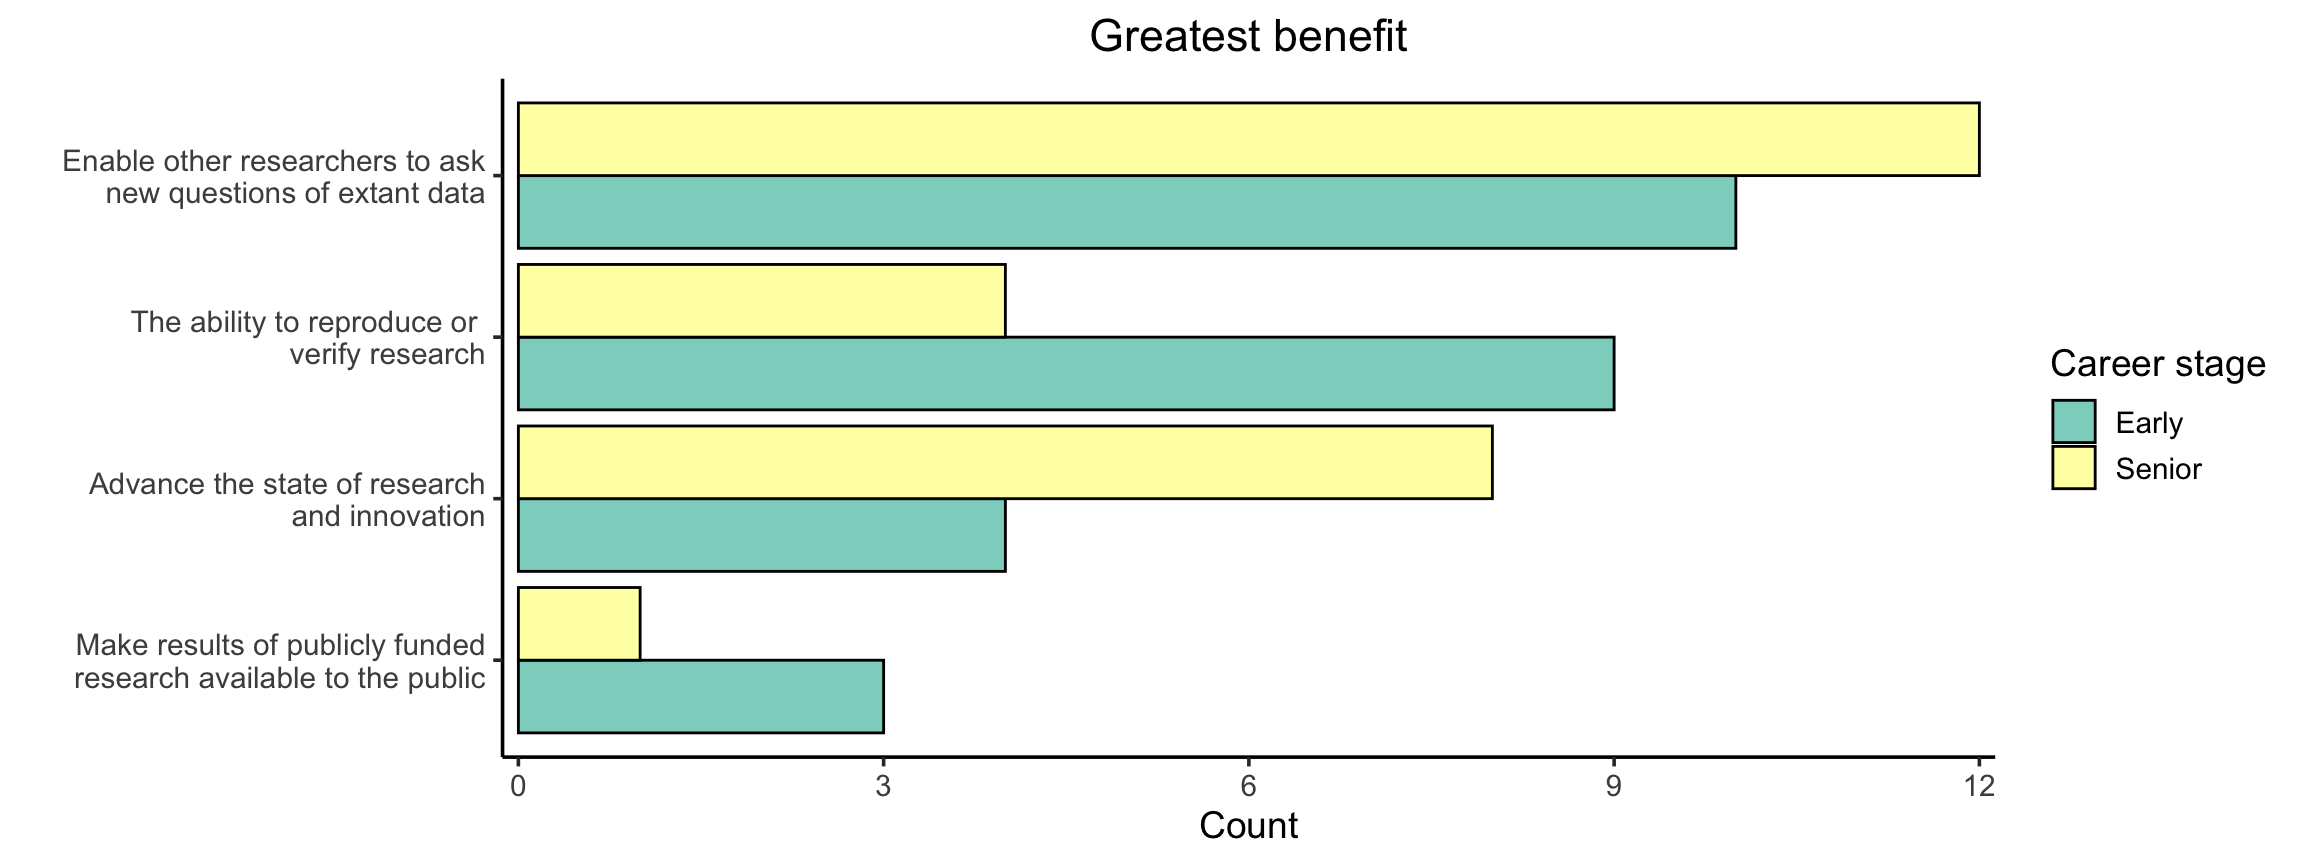 Greatest benefit
Enable other researchers to ask
new questions of extant data
The ability to reproduce or
verify research
Advance the state of research
and innovation
Make results of publicly funded
research available to the public
0 3 6 9 12
Count
Career stage
Early
Senior